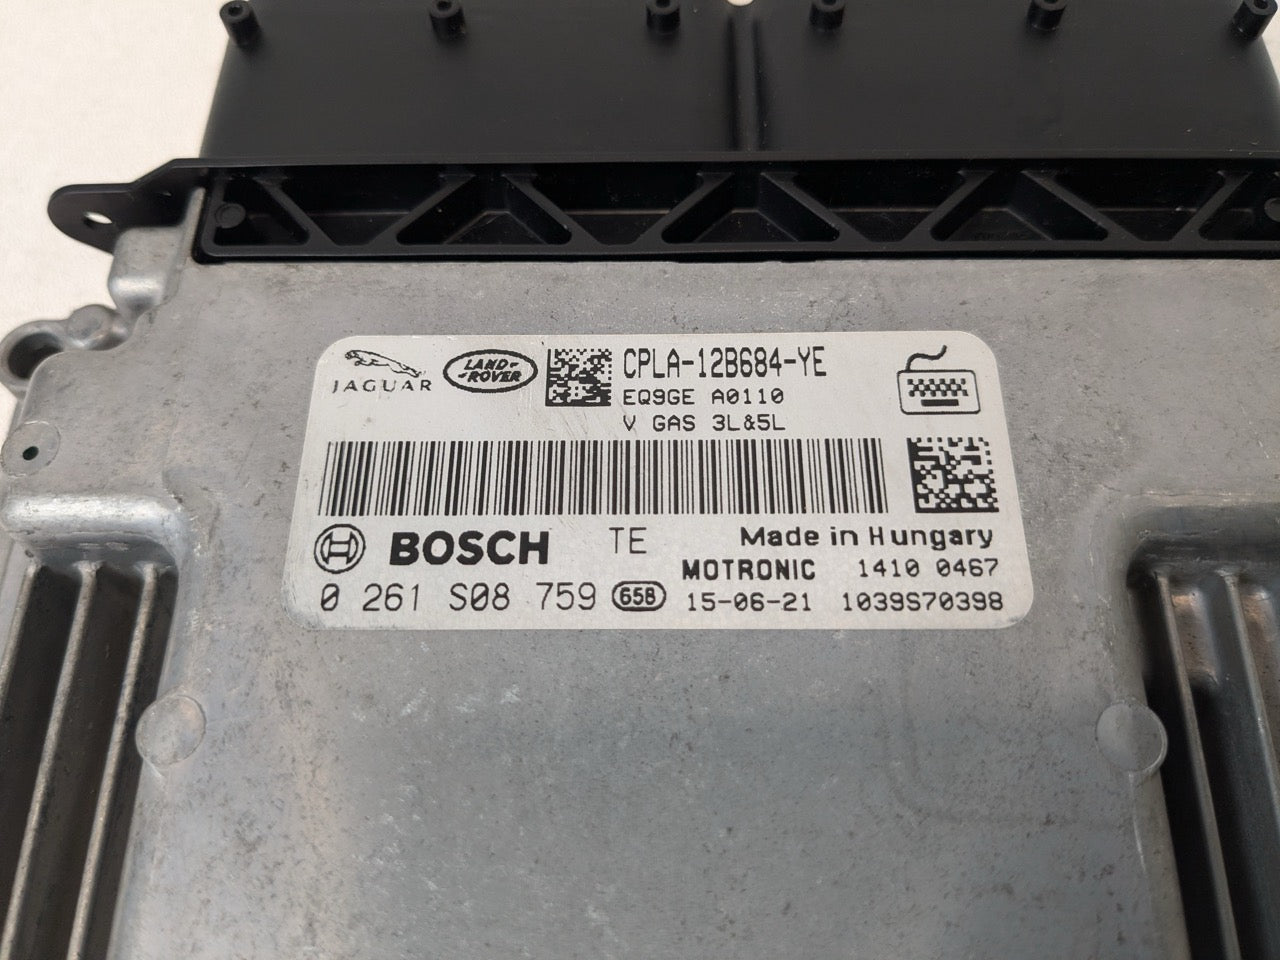 JAGUAR
LAND ROVER
CPLA-12B684-YE
EQ9GE A0110
V GAS 3L&5L
BOSCH TE Made in Hungary
MOTRONIC 1410 0467
0 261 S08 759 658 15-06-21 1039S70398